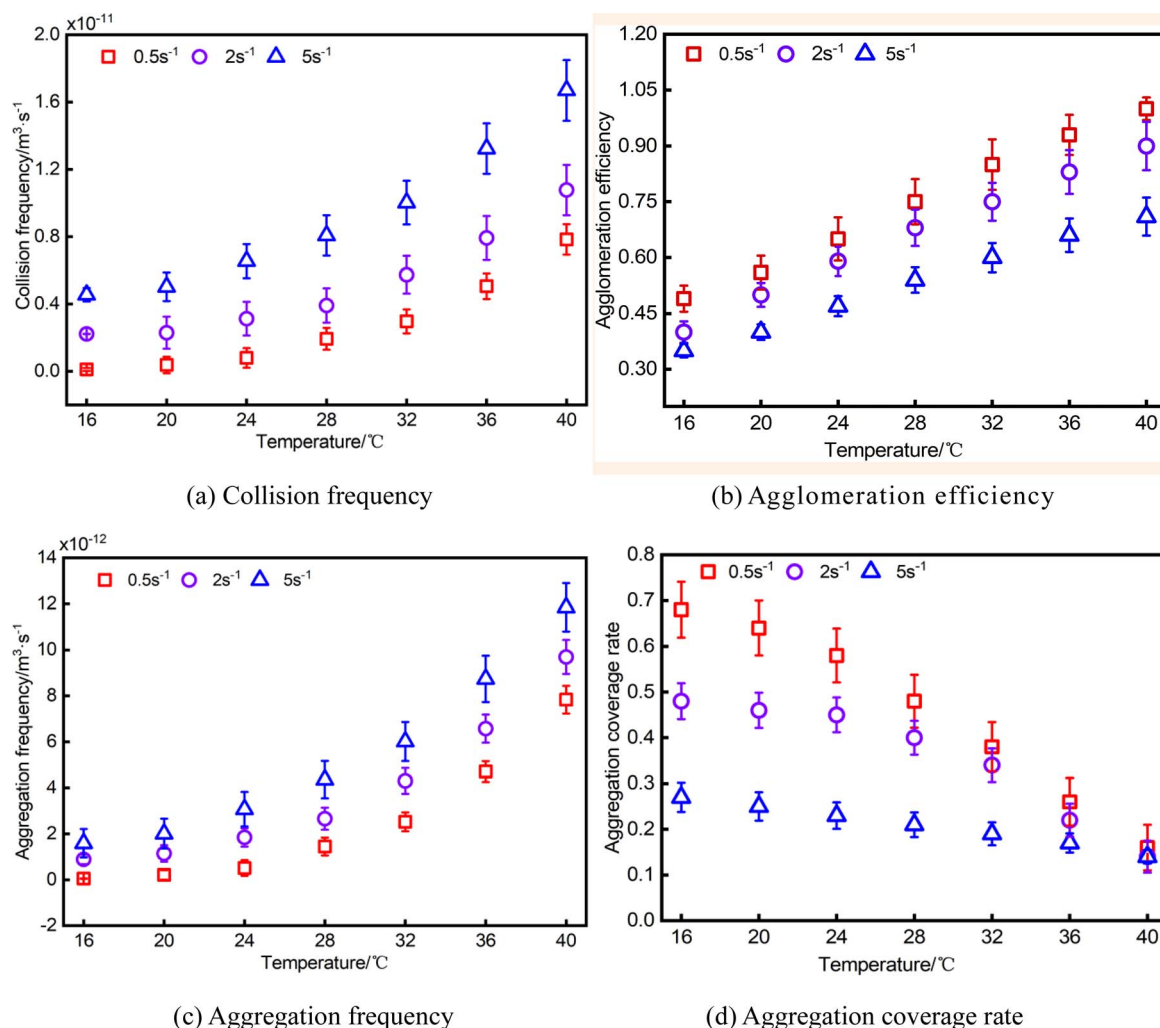 ×10⁻¹¹
2.0
1.6
1.2
0.8
0.4
0.0
Collision frequency/m³·s⁻¹
0.5s⁻¹ 2s⁻¹ 5s⁻¹
16 20 24 28 32 36 40
Temperature/℃
(a) Collision frequency
1.20
1.05
0.90
0.75
0.60
0.45
0.30
Agglomeration efficiency
0.5s⁻¹ 2s⁻¹ 5s⁻¹
16 20 24 28 32 36 40
Temperature/℃
(b) Agglomeration efficiency
×10⁻¹²
14
12
10
8
6
4
2
0
-2
Aggregation frequency/m³·s⁻¹
0.5s⁻¹ 2s⁻¹ 5s⁻¹
16 20 24 28 32 36 40
Temperature/℃
(c) Aggregation frequency
0.8
0.7
0.6
0.5
0.4
0.3
0.2
0.1
0.0
Aggregation coverage rate
0.5s⁻¹ 2s⁻¹ 5s⁻¹
16 20 24 28 32 36 40
Temperature/℃
(d) Aggregation coverage rate